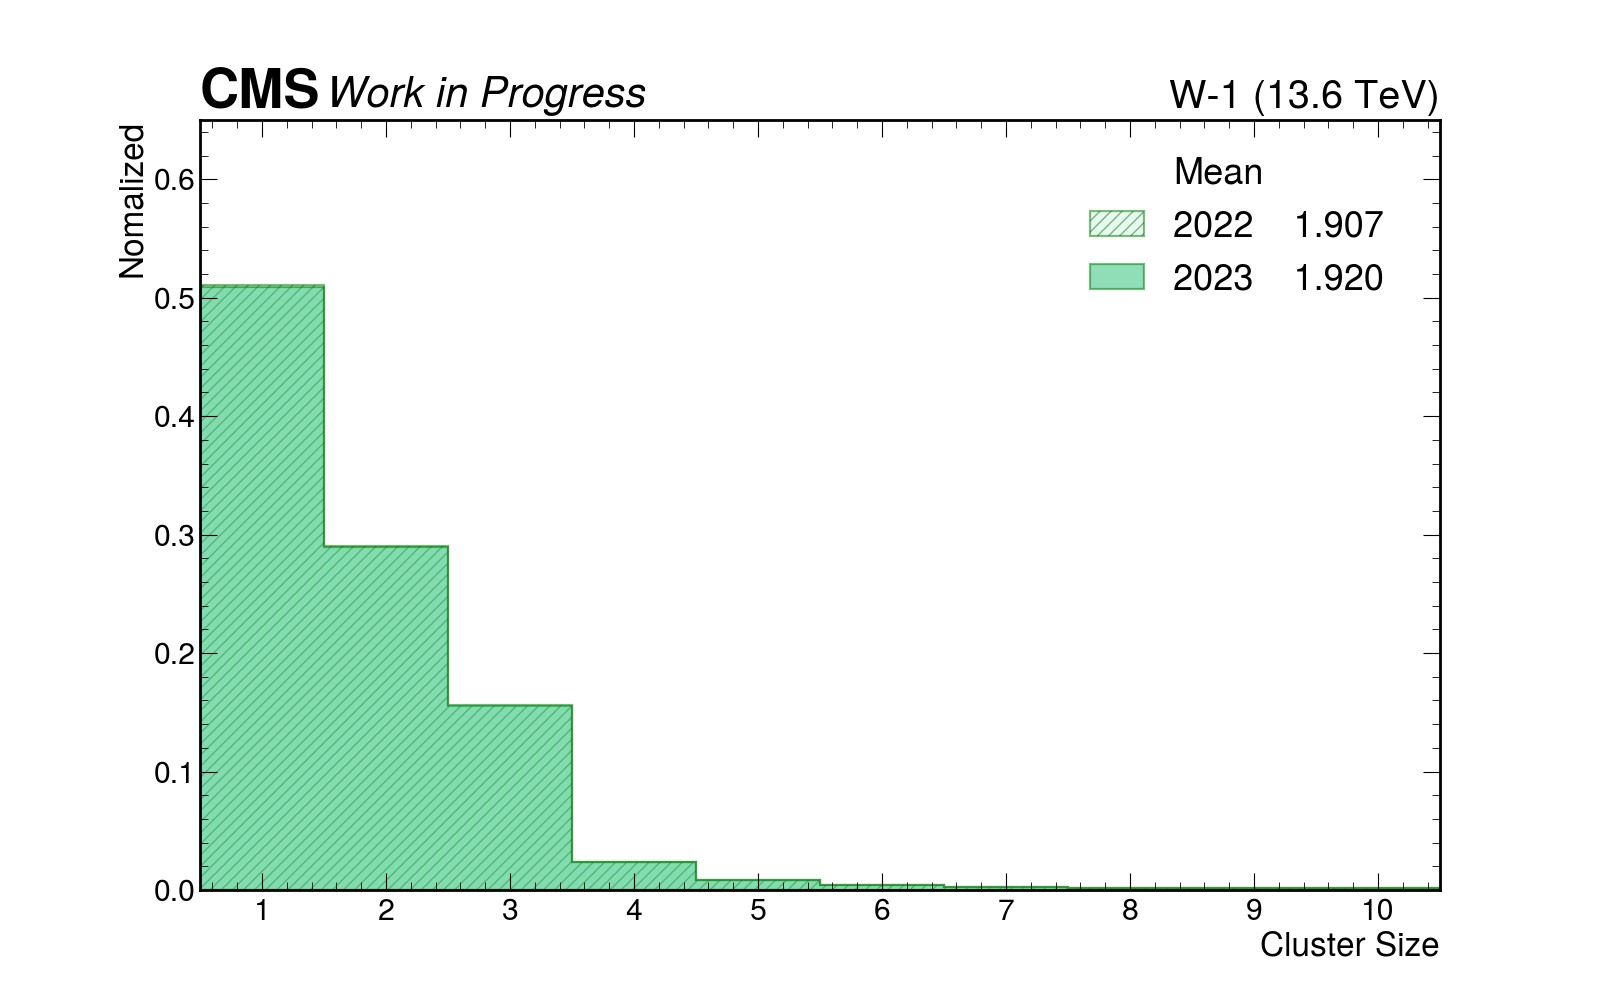 CMS Work in Progress
W-1 (13.6 TeV)
Nomalized
Mean
2022 1.907
2023 1.920
0.6
0.5
0.4
0.3
0.2
0.1
0.0
1 2 3 4 5 6 7 8 9 10
Cluster Size